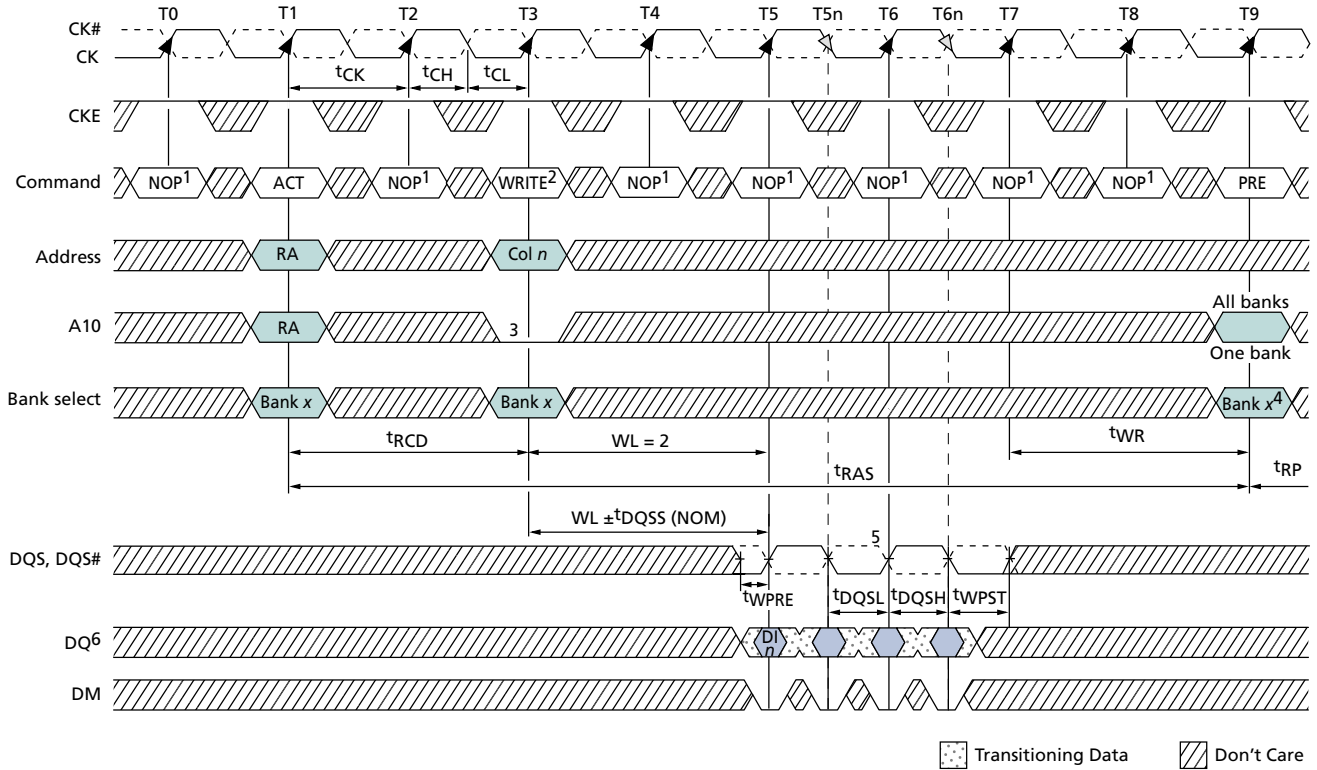 T0 T1 T2 T3 T4 T5 T5n T6 T6n T7 T8 T9
CK#
CK
tCK tCH tCL
CKE
Command NOP1 ACT NOP1 WRITE2 NOP1 NOP1 NOP1 NOP1 NOP1 PRE
Address RA Col n
All banks
A10 RA 3
One bank
Bank select Bank x Bank x Bank x4
tRCD WL = 2 tWR
tRAS tRP
WL ±tDQSS (NOM)
5
DQS, DQS#
tWPRE tDQSL tDQSH tWPST
DQ6 DI
n
DM
Transitioning Data Don't Care